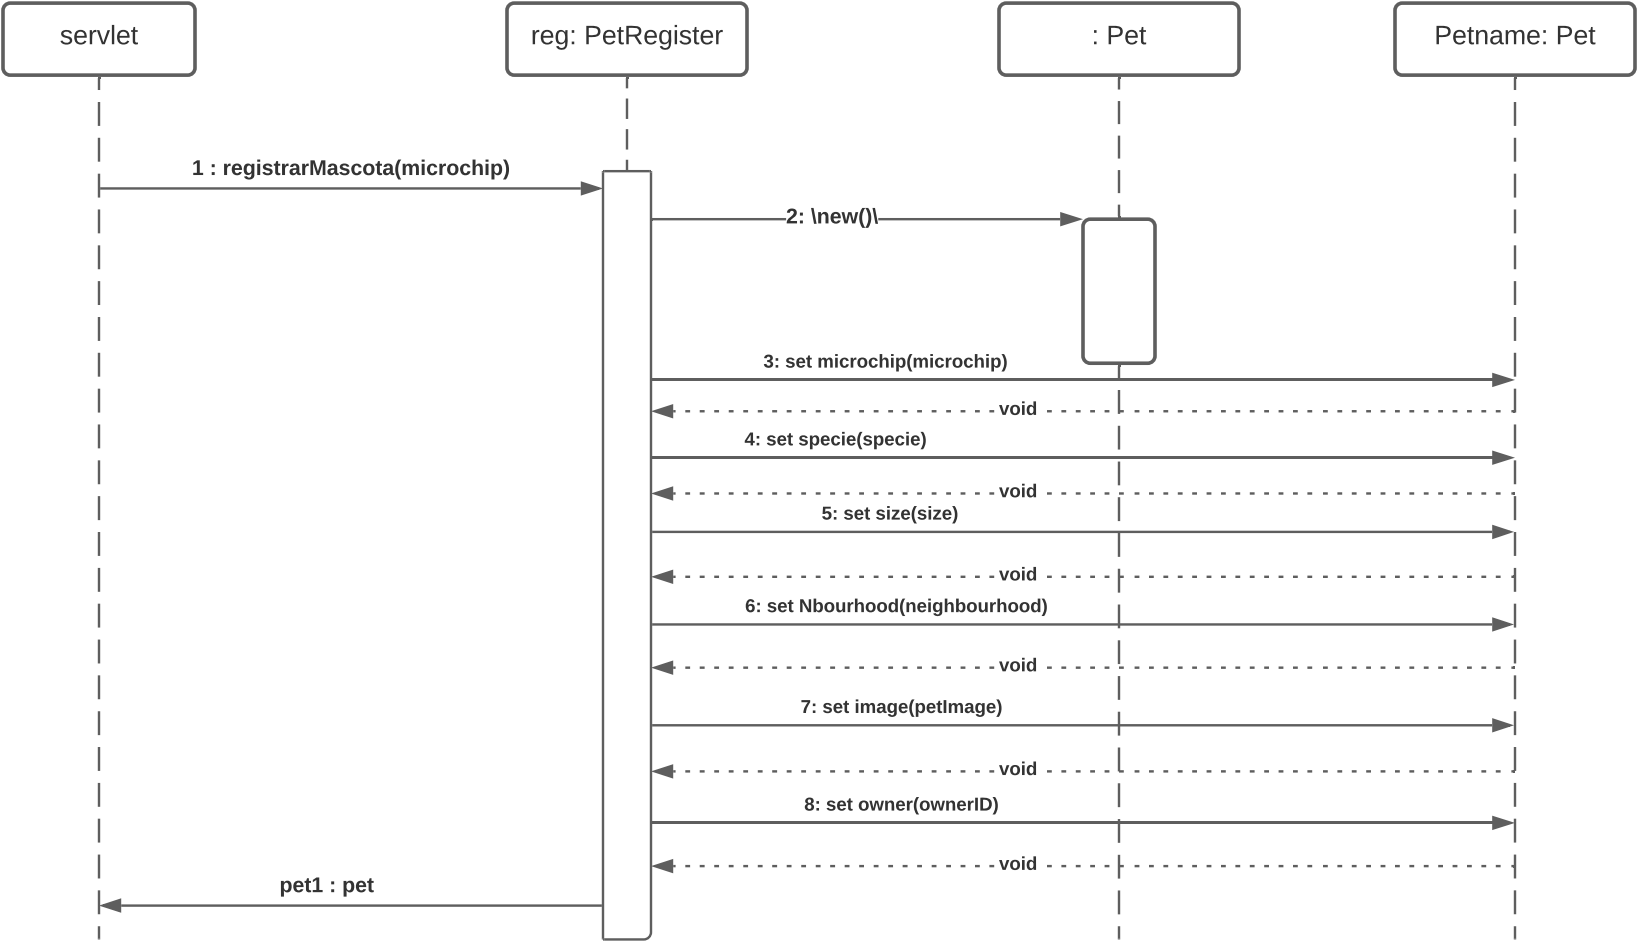 servlet
reg: PetRegister
: Pet
Petname: Pet
1 : registrarMascota(microchip)
2: \new()\
3: set microchip(microchip)
void
4: set specie(specie)
void
5: set size(size)
void
6: set Nbourhood(neighbourhood)
void
7: set image(petImage)
void
8: set owner(ownerID)
void
pet1 : pet